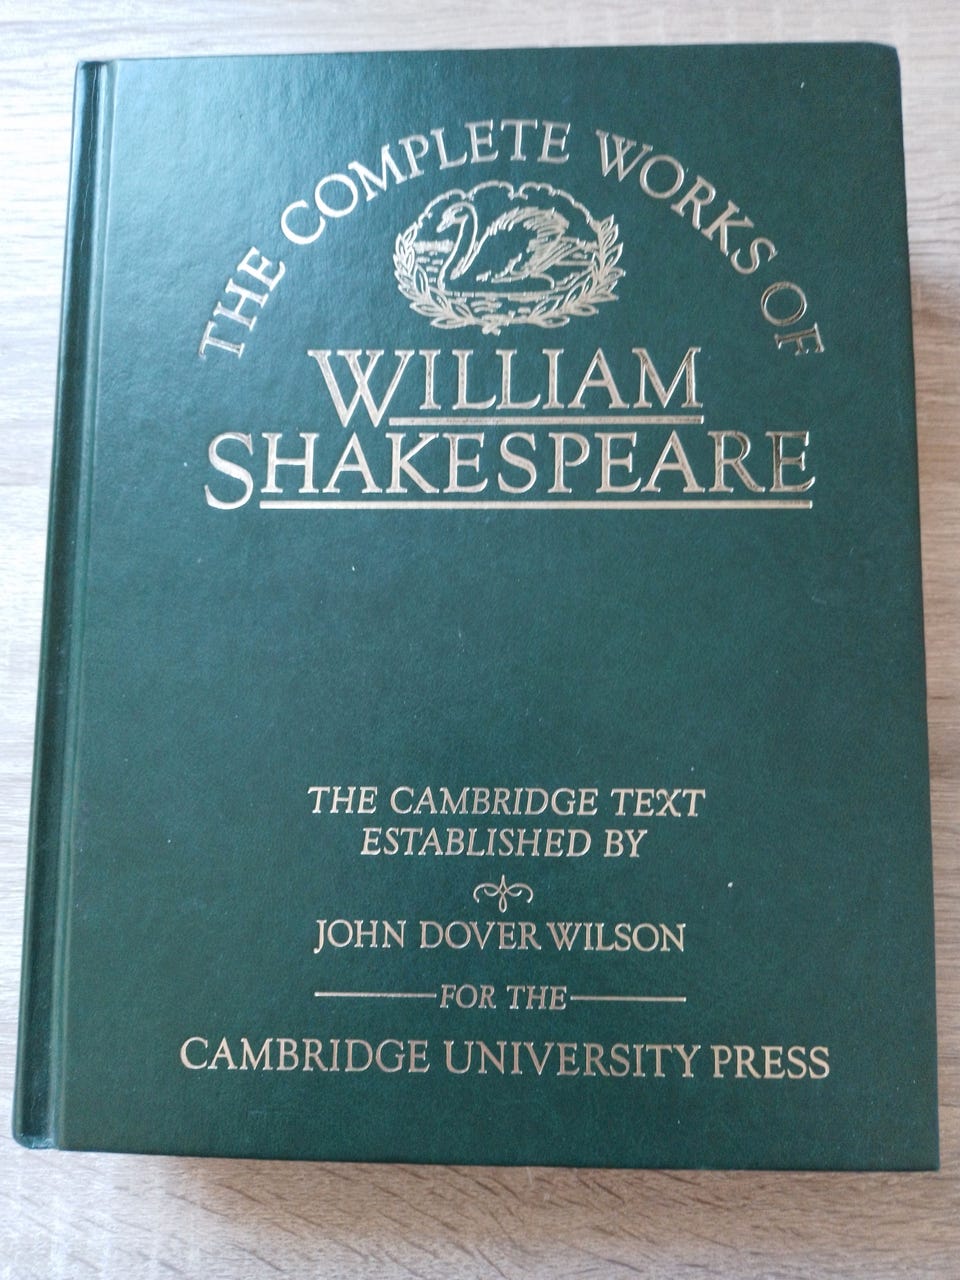 THE COMPLETE WORKS OF
WILLIAM
SHAKESPEARE
THE CAMBRIDGE TEXT
ESTABLISHED BY
JOHN DOVER WILSON
FOR THE
CAMBRIDGE UNIVERSITY PRESS